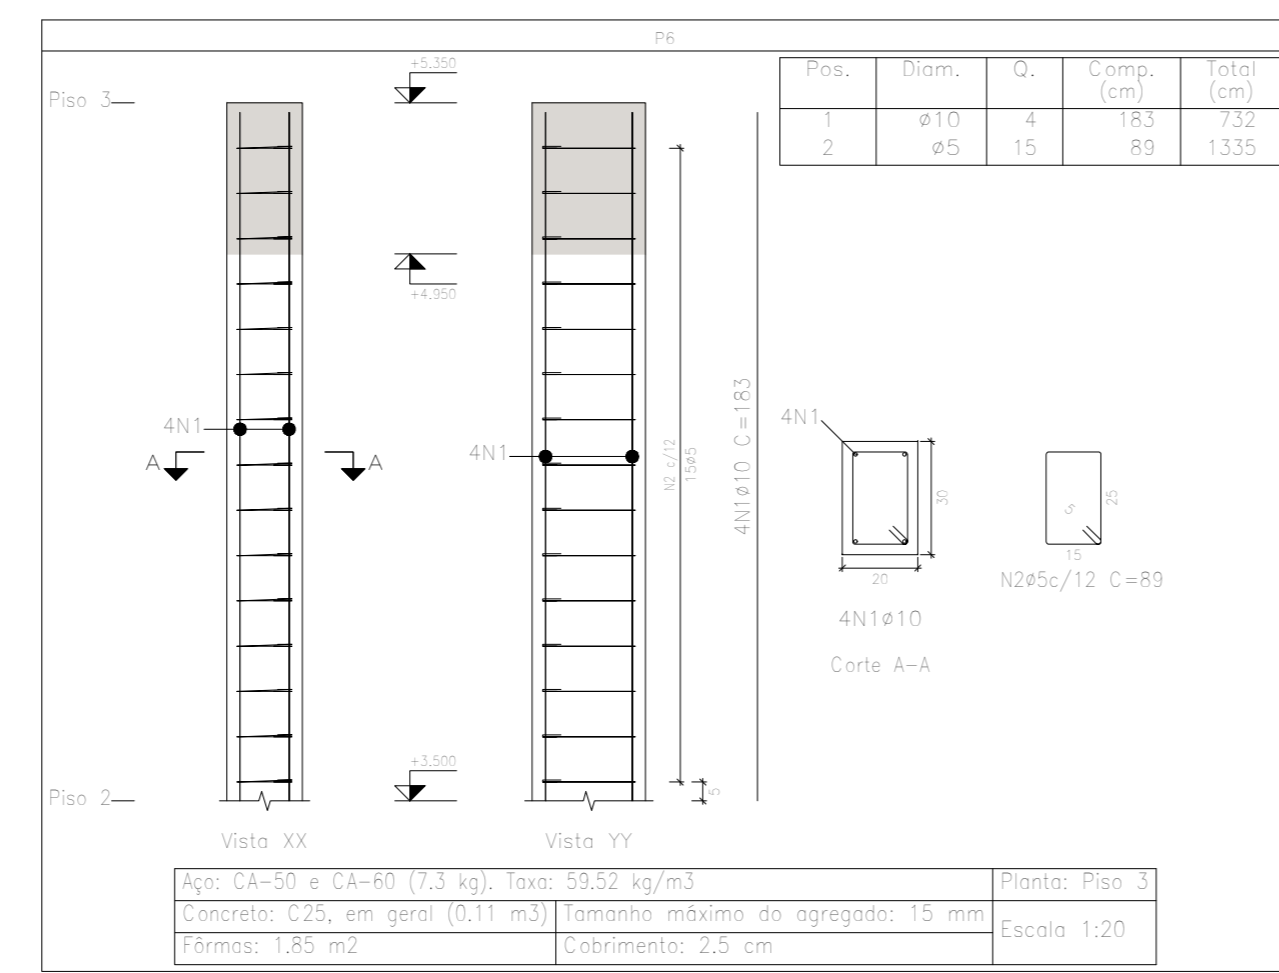 P6
Pos. Diam. Q. Comp. (cm) Total (cm)
1 ø10 4 183 732
2 ø5 15 89 1335
Piso 3
+5.350
+4.950
4N1
A
A
4N1
N2 c/12
15ø5
4N1ø10 C=183
4N1
30
20
4N1ø10
Corte A-A
5
25
15
N2ø5c/12 C=89
+3.500
5
Piso 2
Vista XX
Vista YY
Aço: CA-50 e CA-60 (7.3 kg). Taxa: 59.52 kg/m3
Planta: Piso 3
Concreto: C25, em geral (0.11 m3)
Tamanho máximo do agregado: 15 mm
Escala 1:20
Fôrmas: 1.85 m2
Cobrimento: 2.5 cm